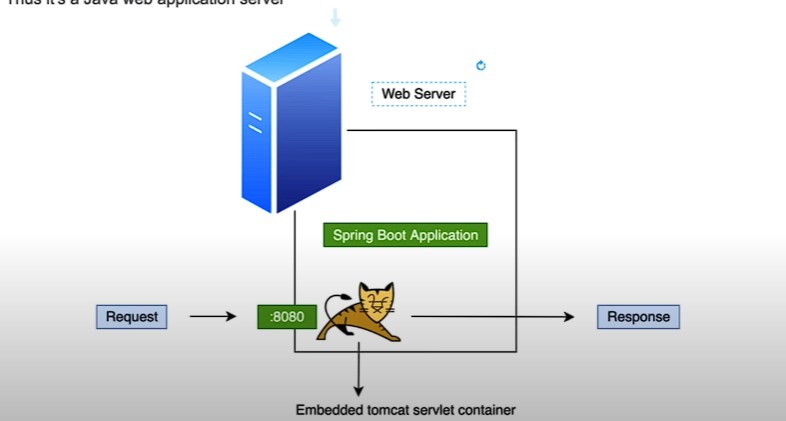 Thus it's a Java web application server
Web Server
Spring Boot Application
Request
:8080
Response
Embedded tomcat servlet container